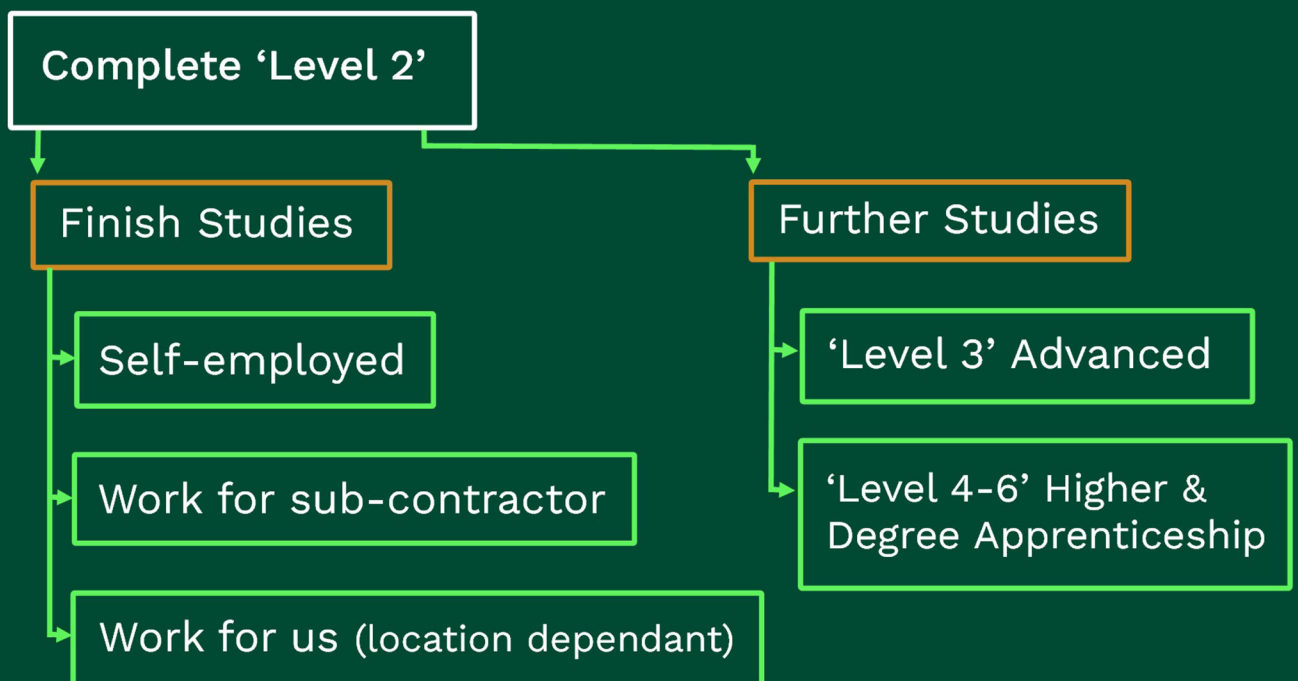 Complete ‘Level 2’
Finish Studies
Self-employed
Work for sub-contractor
Work for us (location dependant)
Further Studies
‘Level 3’ Advanced
‘Level 4-6’ Higher &
Degree Apprenticeship